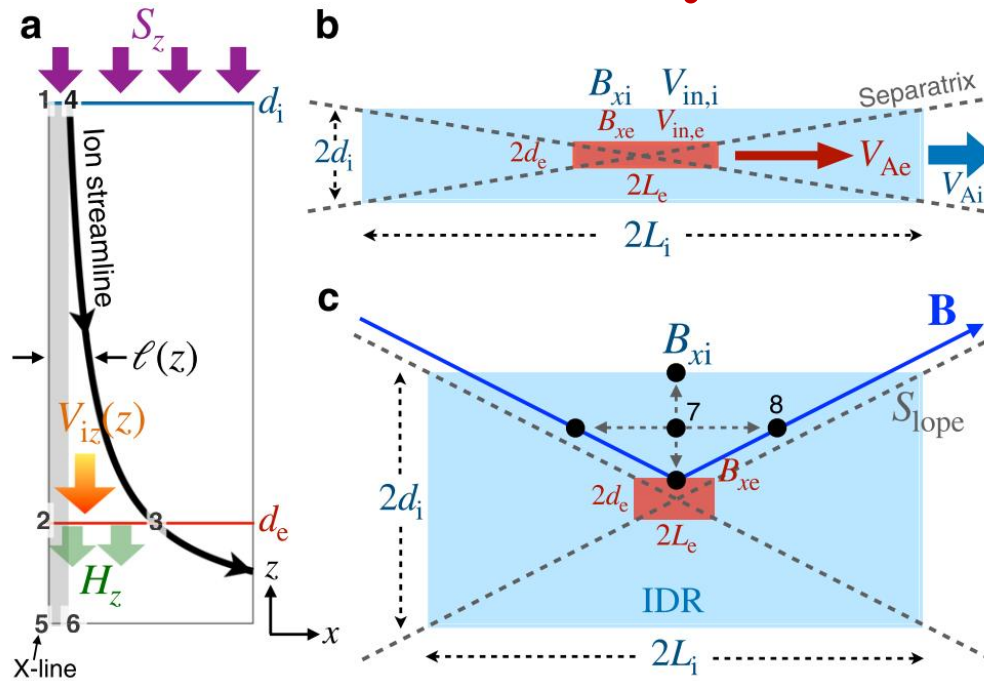 a
S_z
1 4
d_i
Ion streamline
ℓ(z)
V_iz(z)
2
3
d_e
H_z
z
x
5 6
X-line
b
B_xi V_in,i
Separatrix
B_xe V_in,e
2d_i
2d_e
V_Ae
V_Ai
2L_e
2L_i
c
B
B_xi
7
8
S_lope
B_xe
2d_i
2d_e
2L_e
IDR
2L_i